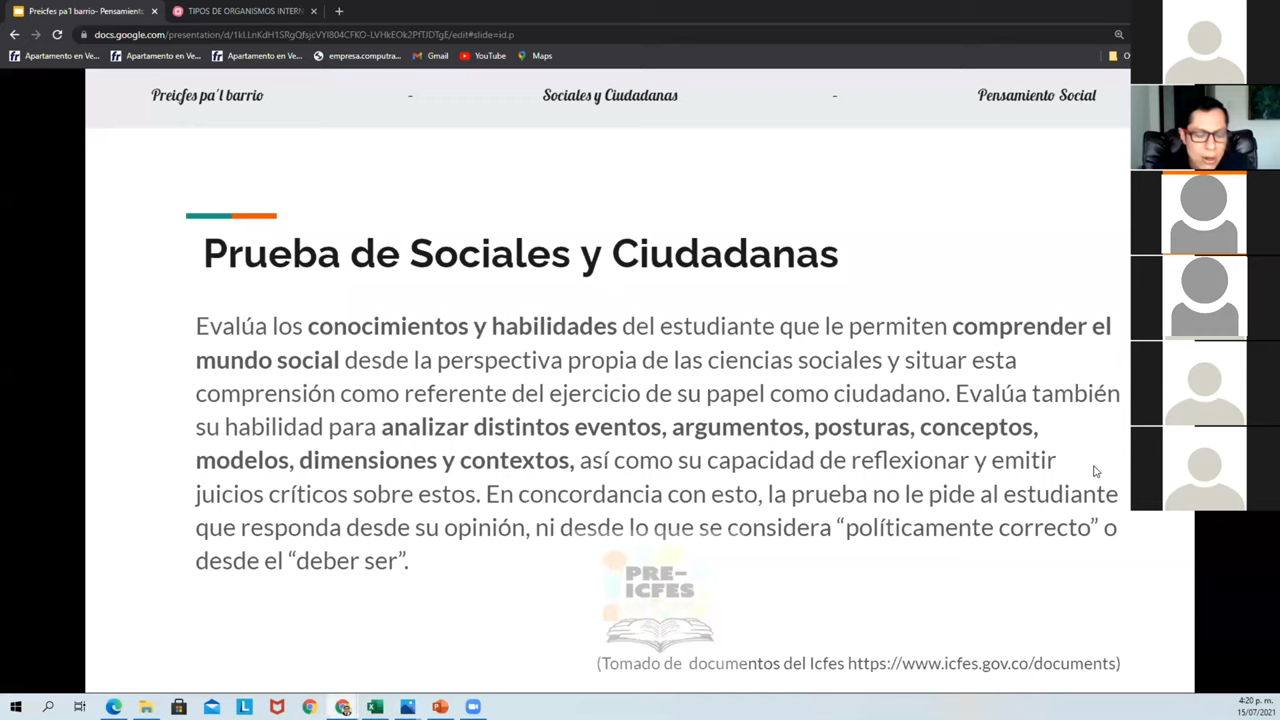 Preicfes pa'l barrio- Pensamiento
TIPOS DE ORGANISMOS INTERN
docs.google.com/presentation/d/
Apartamento en Ve...
Apartamento en Ve...
Apartamento en Ve...
empresa.computra...
Gmail
YouTube
Maps
Preicfes pa´l barrio - Sociales y Ciudadanas - Pensamiento Social
Prueba de Sociales y Ciudadanas
Evalúa los conocimientos y habilidades del estudiante que le permiten comprender el
mundo social desde la perspectiva propia de las ciencias sociales y situar esta
comprensión como referente del ejercicio de su papel como ciudadano. Evalúa también
su habilidad para analizar distintos eventos, argumentos, posturas, conceptos,
modelos, dimensiones y contextos, así como su capacidad de reflexionar y emitir
juicios críticos sobre estos. En concordancia con esto, la prueba no le pide al estudiante
que responda desde su opinión, ni desde lo que se considera “políticamente correcto” o
desde el “deber ser”.
PRE-
ICFES
(Tomado de documentos del Icfes https://www.icfes.gov.co/documents)
4:20 p. m.
15/07/2021